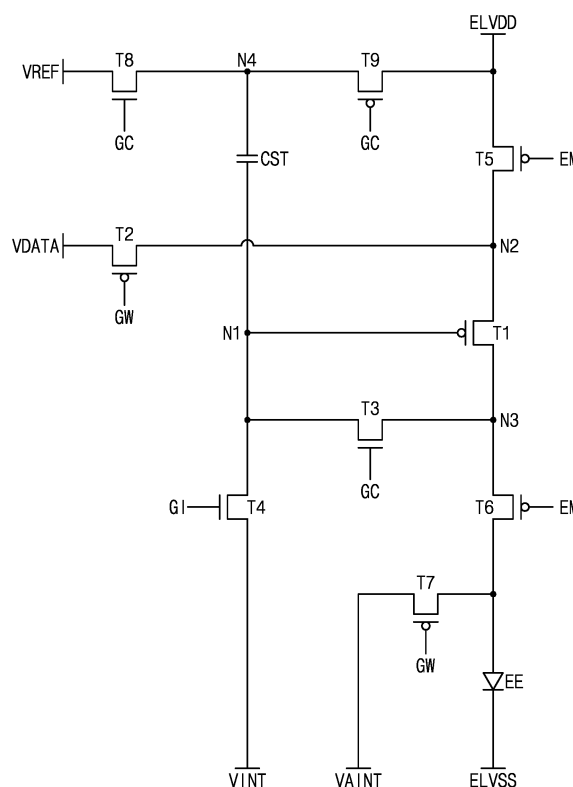 ELVDD
VREF
T8
N4
T9
GC
GC
CST
T5
EM
VDATA
T2
N2
GW
N1
T1
T3
N3
GC
GI
T4
T6
EM
T7
GW
EE
VINT
VAINT
ELVSS